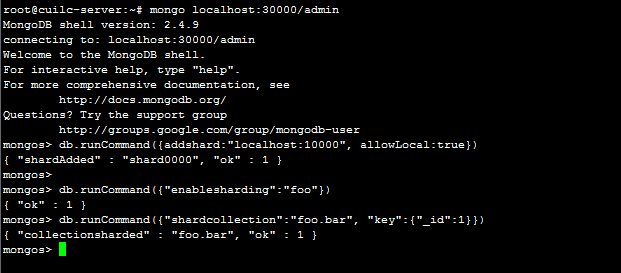 root@cuilc-server:~# mongo localhost:30000/admin
MongoDB shell version: 2.4.9
connecting to: localhost:30000/admin
Welcome to the MongoDB shell.
For interactive help, type "help".
For more comprehensive documentation, see
        http://docs.mongodb.org/
Questions? Try the support group
        http://groups.google.com/group/mongodb-user
mongos> db.runCommand({addshard:"localhost:10000", allowLocal:true})
{ "shardAdded" : "shard0000", "ok" : 1 }
mongos>
mongos> db.runCommand({"enablesharding":"foo"})
{ "ok" : 1 }
mongos> db.runCommand({"shardcollection":"foo.bar", "key":{"_id":1}})
{ "collectionsharded" : "foo.bar", "ok" : 1 }
mongos>